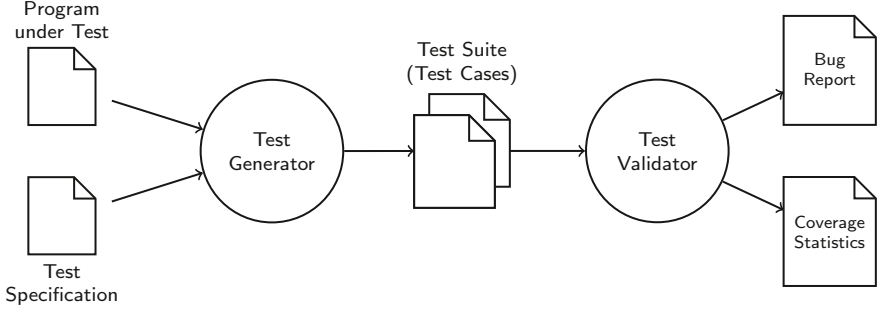 Program
under Test
Test
Specification
Test
Generator
Test Suite
(Test Cases)
Test
Validator
Bug
Report
Coverage
Statistics